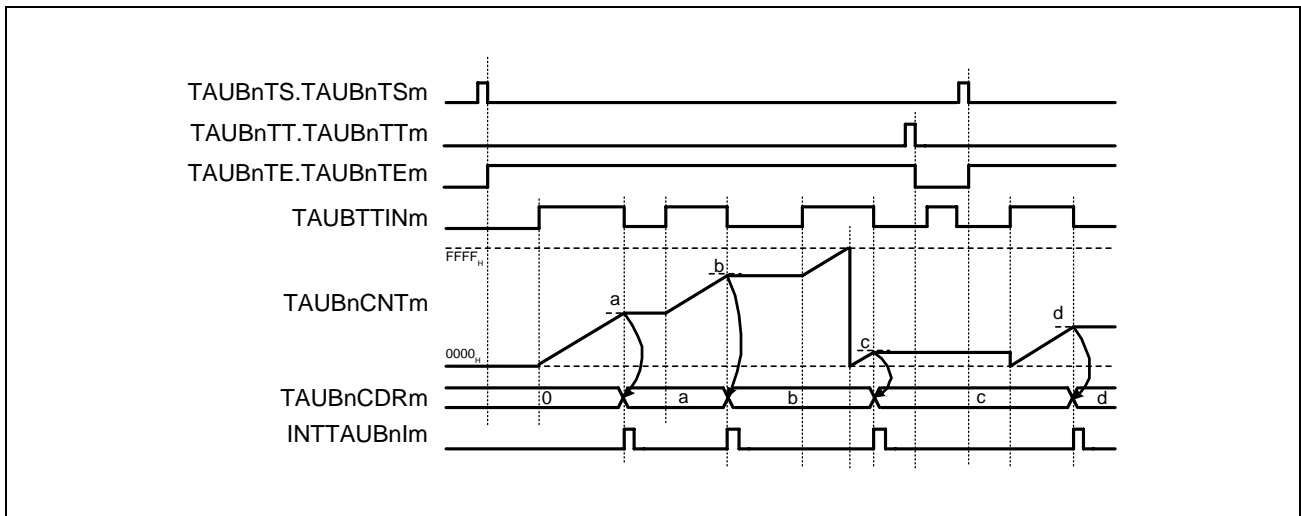 TAUBnTS.TAUBnTSm
TAUBnTT.TAUBnTTm
TAUBnTE.TAUBnTEm
TAUBTTINm
FFFFH
b
TAUBnCNTm
a
d
c
0000H
TAUBnCDRm
0 a b c d
INTTAUBnIm